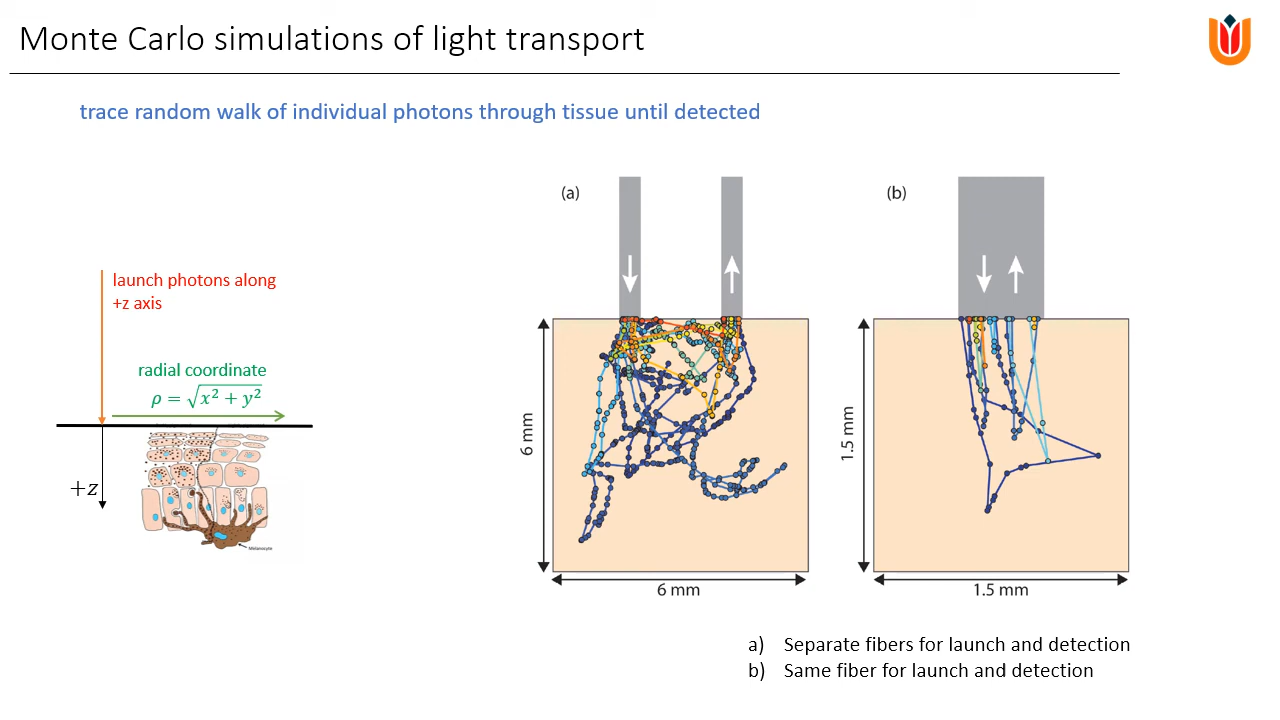 Monte Carlo simulations of light transport
trace random walk of individual photons through tissue until detected
launch photons along
+z axis
radial coordinate
ρ = √x² + y²
+z
Melanocyte
(a)
6 mm
6 mm
(b)
1.5 mm
1.5 mm
a) Separate fibers for launch and detection
b) Same fiber for launch and detection